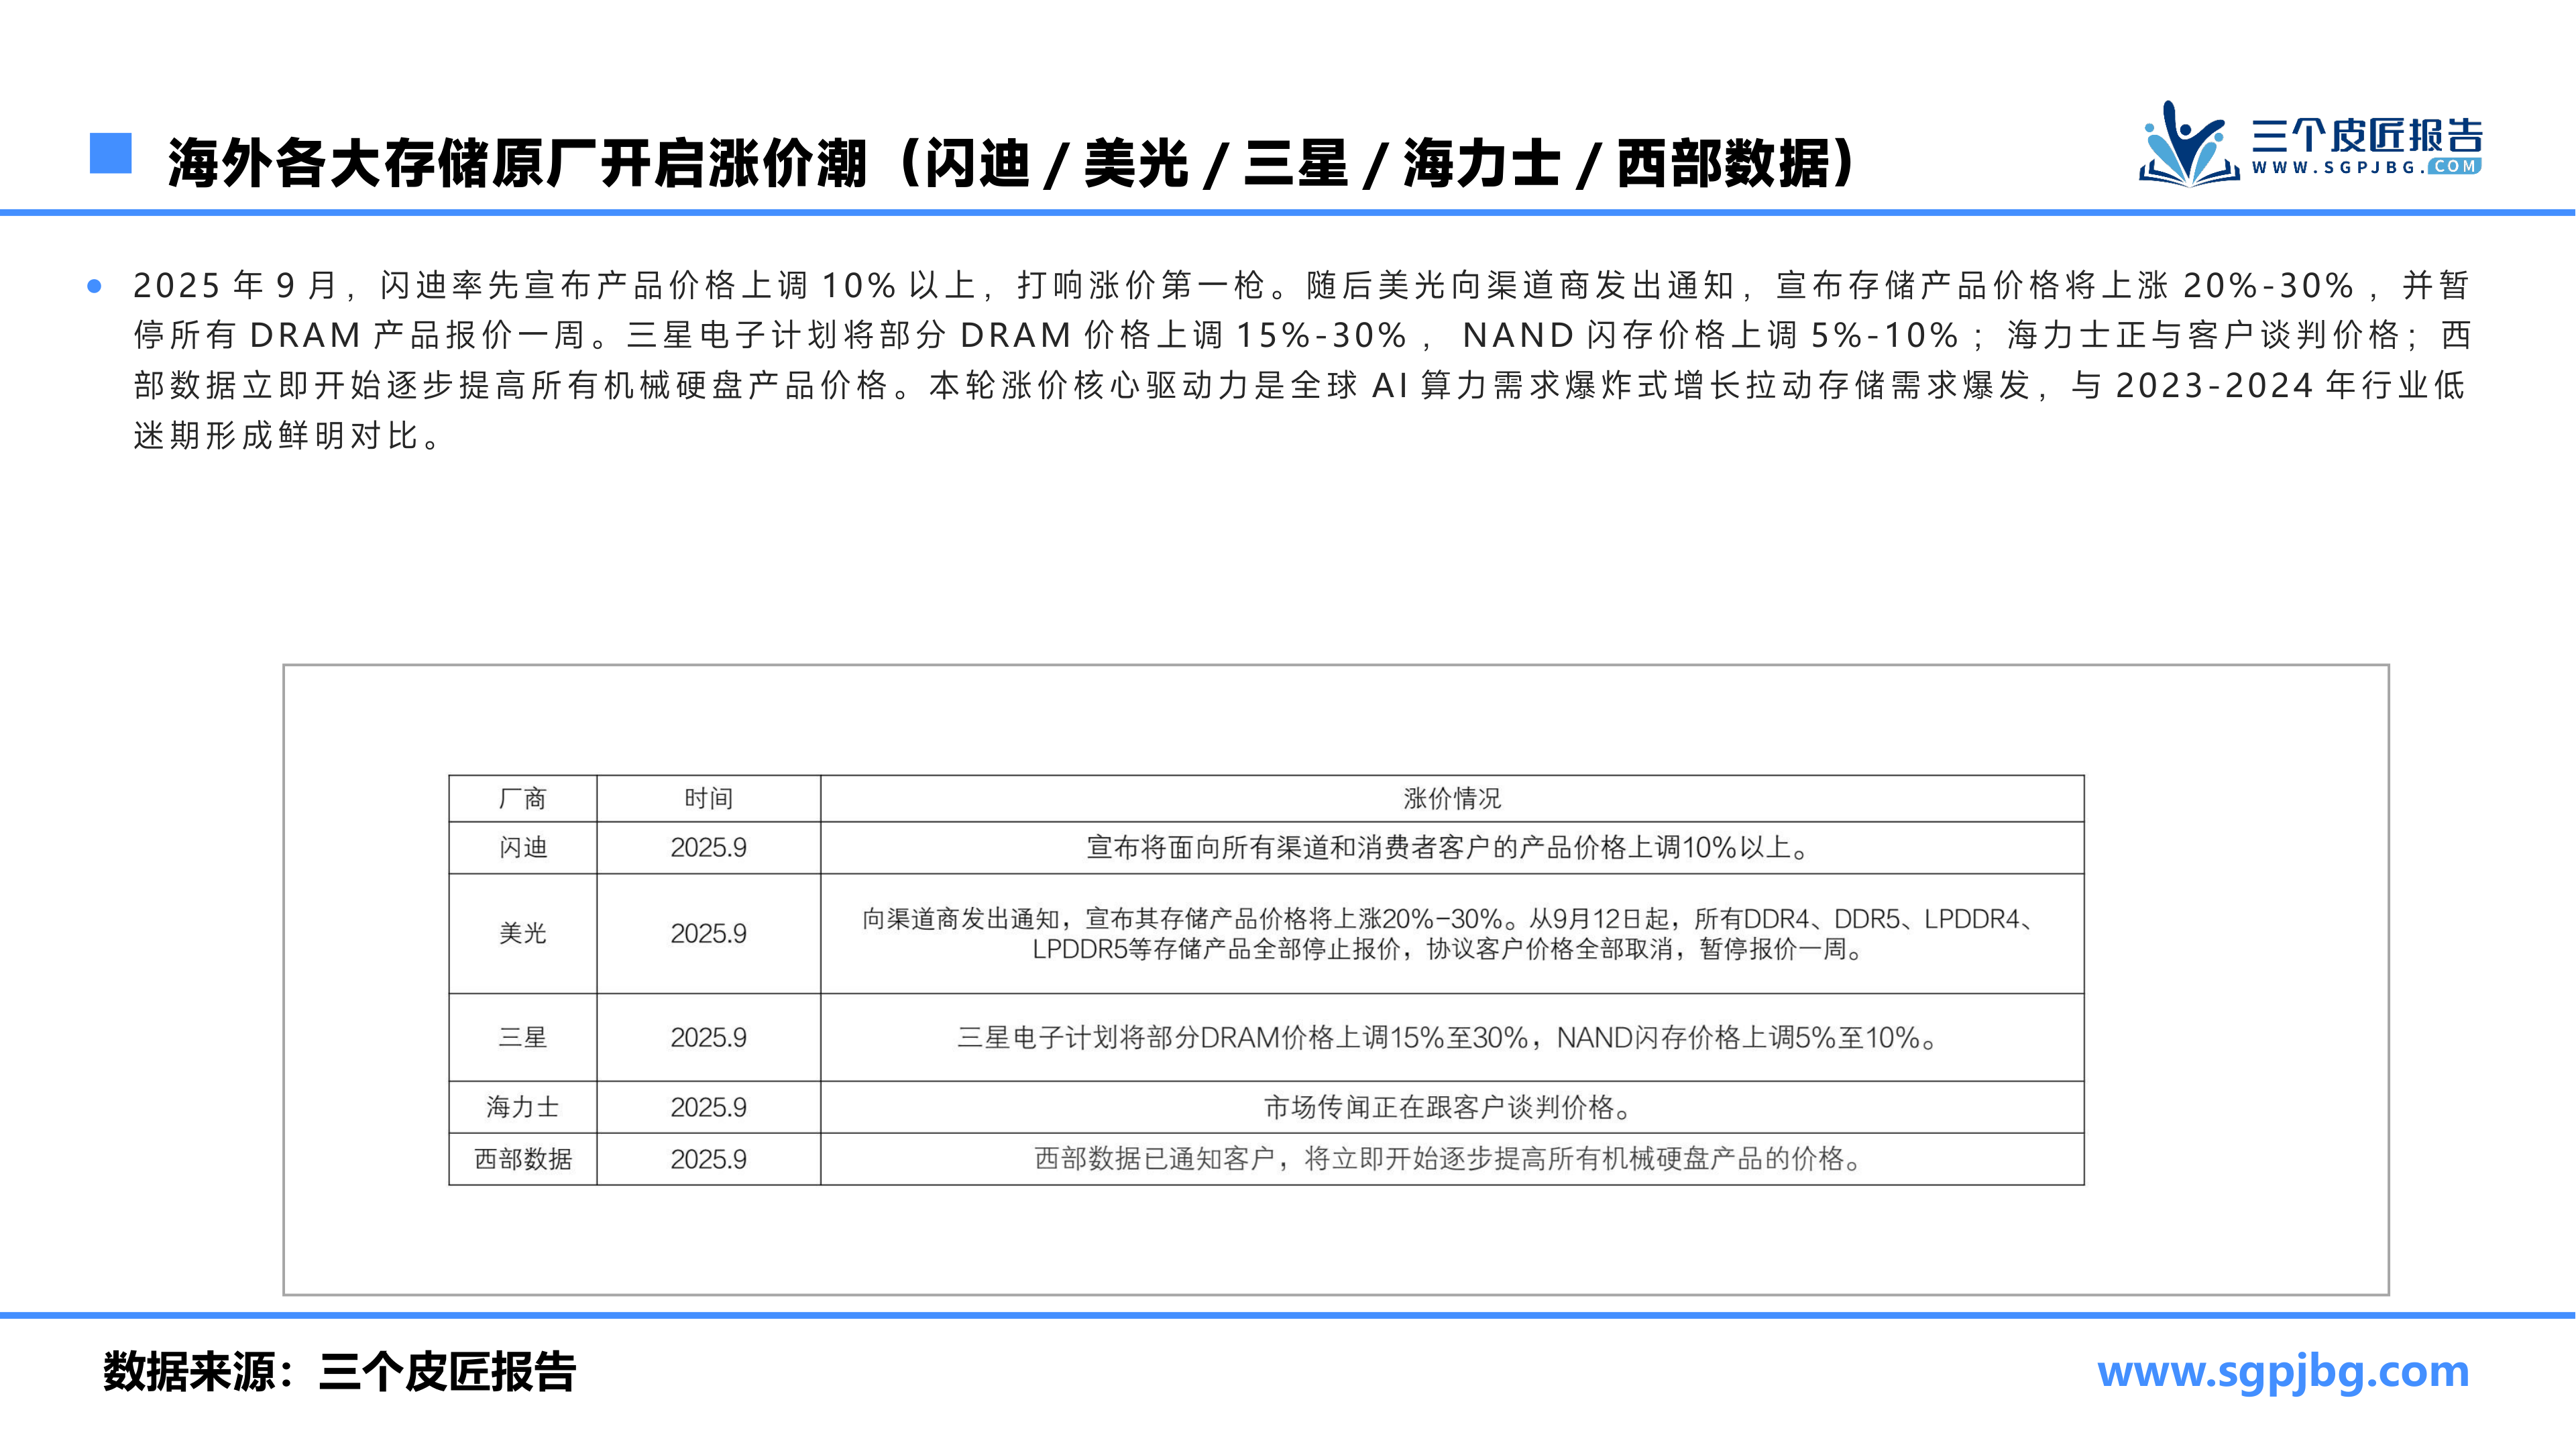 海外各大存储原厂开启涨价潮（闪迪 / 美光 / 三星 / 海力士 / 西部数据）
三个皮匠报告
WWW.SGPJBG.COM
2025 年 9 月，闪迪率先宣布产品价格上调 10% 以上，打响涨价第一枪。随后美光向渠道商发出通知，宣布存储产品价格将上涨 20%-30% ，并暂
停所有 DRAM 产品报价一周。三星电子计划将部分 DRAM 价格上调 15%-30% ， NAND 闪存价格上调 5%-10% ；海力士正与客户谈判价格；西
部数据立即开始逐步提高所有机械硬盘产品价格。本轮涨价核心驱动力是全球 AI 算力需求爆炸式增长拉动存储需求爆发，与 2023-2024 年行业低
迷期形成鲜明对比。
厂商 时间 涨价情况
闪迪 2025.9 宣布将面向所有渠道和消费者客户的产品价格上调10%以上。
美光 2025.9 向渠道商发出通知，宣布其存储产品价格将上涨20%-30%。从9月12日起，所有DDR4、DDR5、LPDDR4、
LPDDR5等存储产品全部停止报价，协议客户价格全部取消，暂停报价一周。
三星 2025.9 三星电子计划将部分DRAM价格上调15%至30%，NAND闪存价格上调5%至10%。
海力士 2025.9 市场传闻正在跟客户谈判价格。
西部数据 2025.9 西部数据已通知客户，将立即开始逐步提高所有机械硬盘产品的价格。
数据来源：三个皮匠报告
www.sgpjbg.com